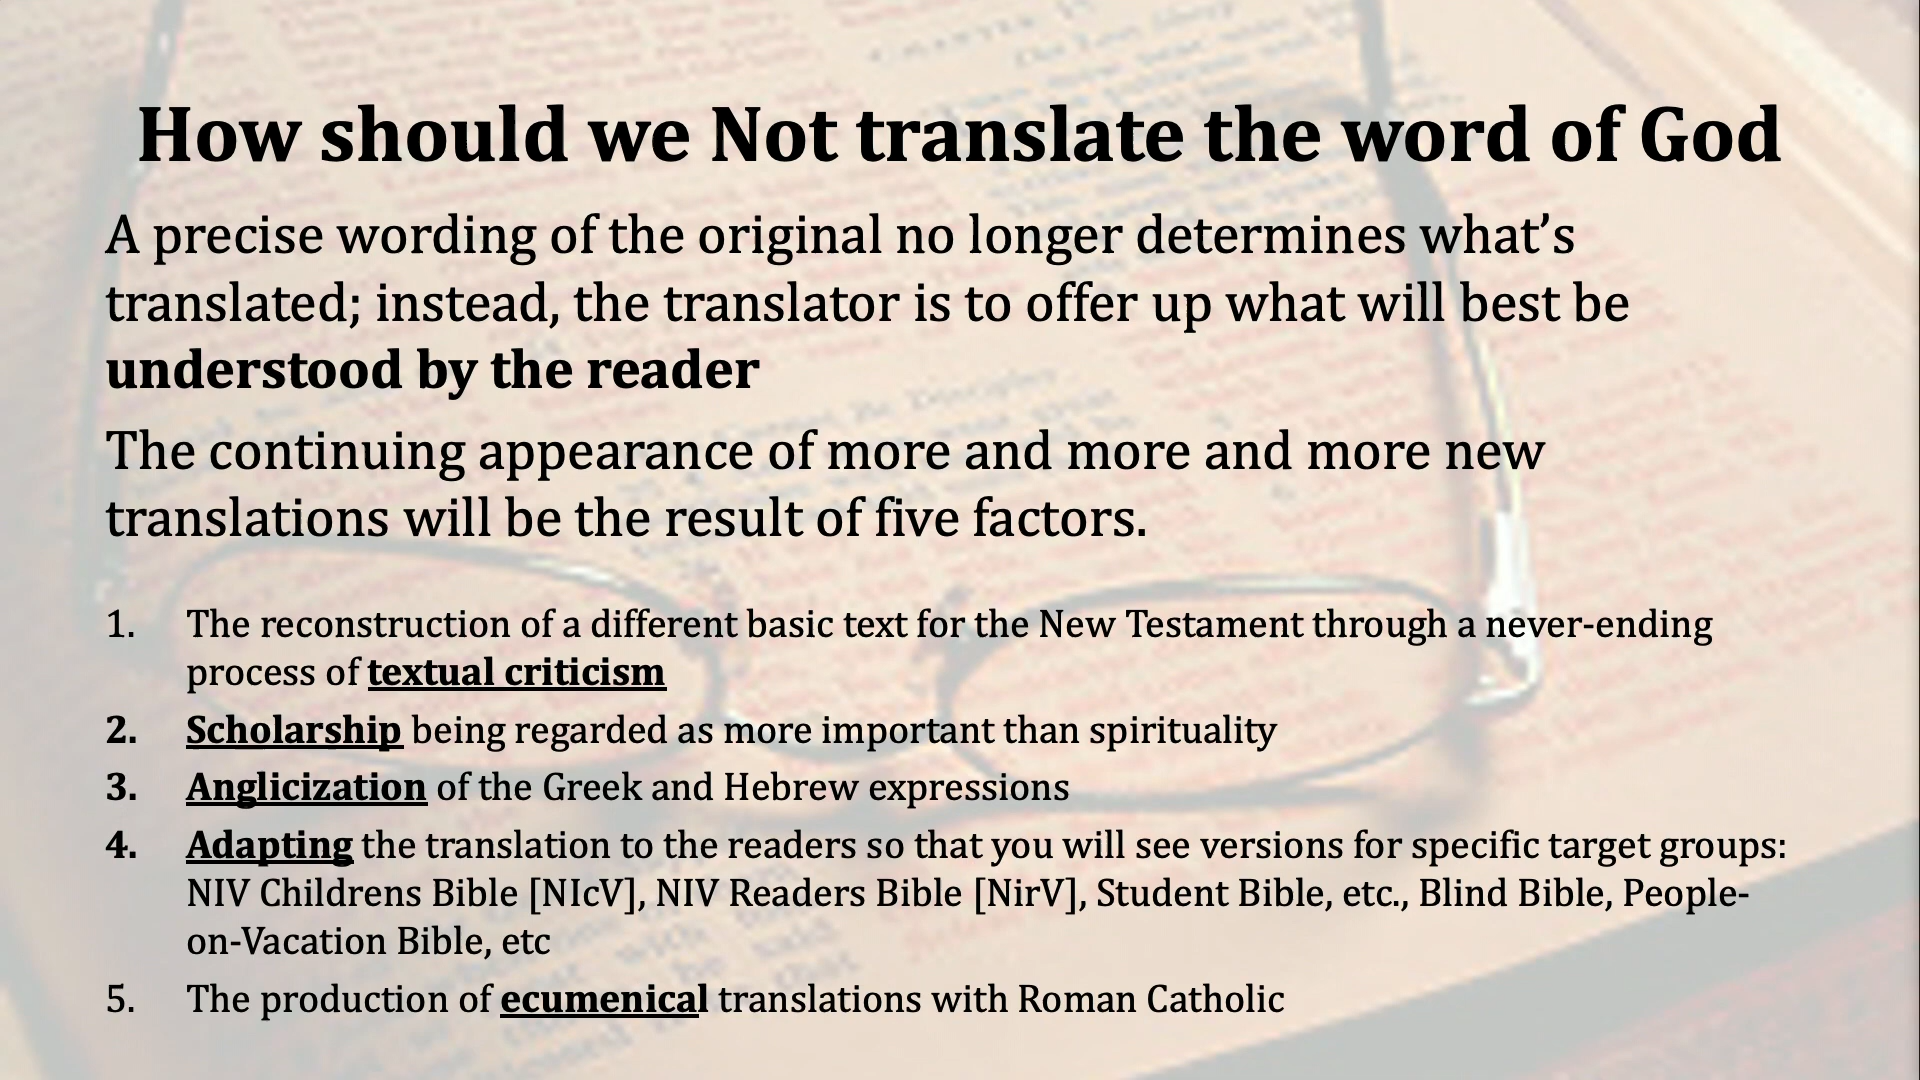 How should we Not translate the word of God
A precise wording of the original no longer determines what’s
translated; instead, the translator is to offer up what will best be
understood by the reader
The continuing appearance of more and more and more new
translations will be the result of five factors.
1. The reconstruction of a different basic text for the New Testament through a never-ending
process of textual criticism
2. Scholarship being regarded as more important than spirituality
3. Anglicization of the Greek and Hebrew expressions
4. Adapting the translation to the readers so that you will see versions for specific target groups:
NIV Childrens Bible [NIcV], NIV Readers Bible [NirV], Student Bible, etc., Blind Bible, People-
on-Vacation Bible, etc
5. The production of ecumenical translations with Roman Catholic